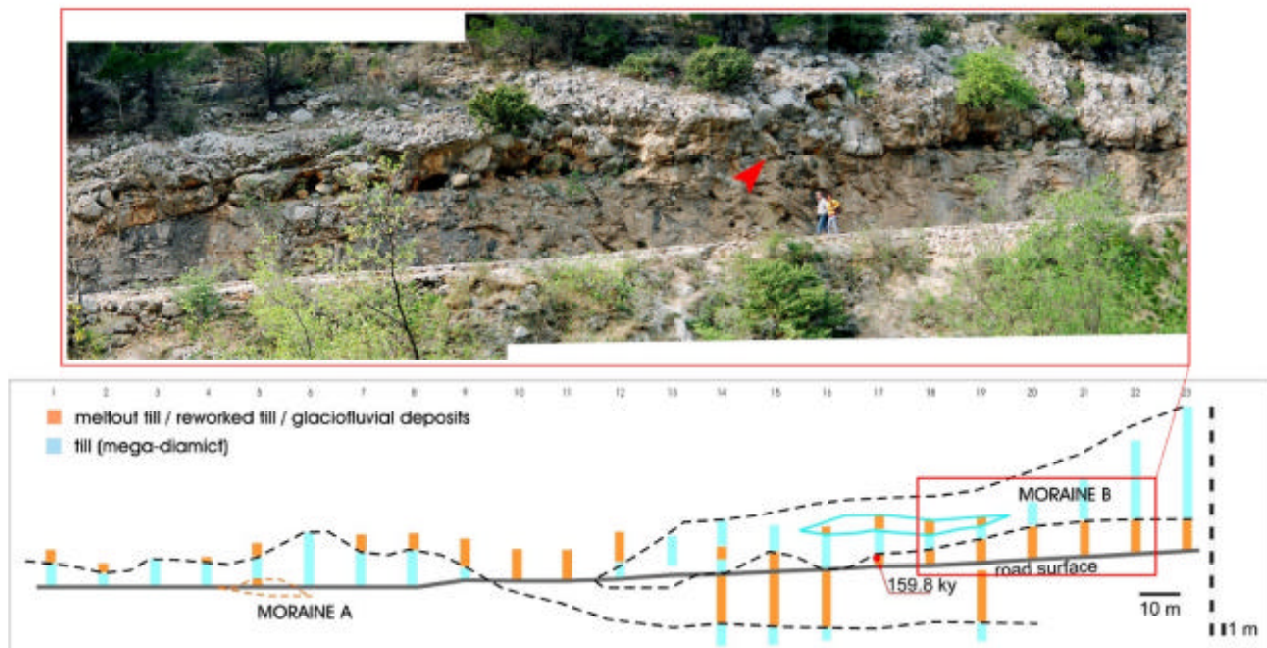 1 2 3 4 5 6 7 8 9 10 11 12 13 14 15 16 17 18 19 20 21 22 23
meltout till / reworked till / glaciofluvial deposits
till (mega-diamict)
MORAINE B
road surface
159.8 ky
MORAINE A
10 m
1 m